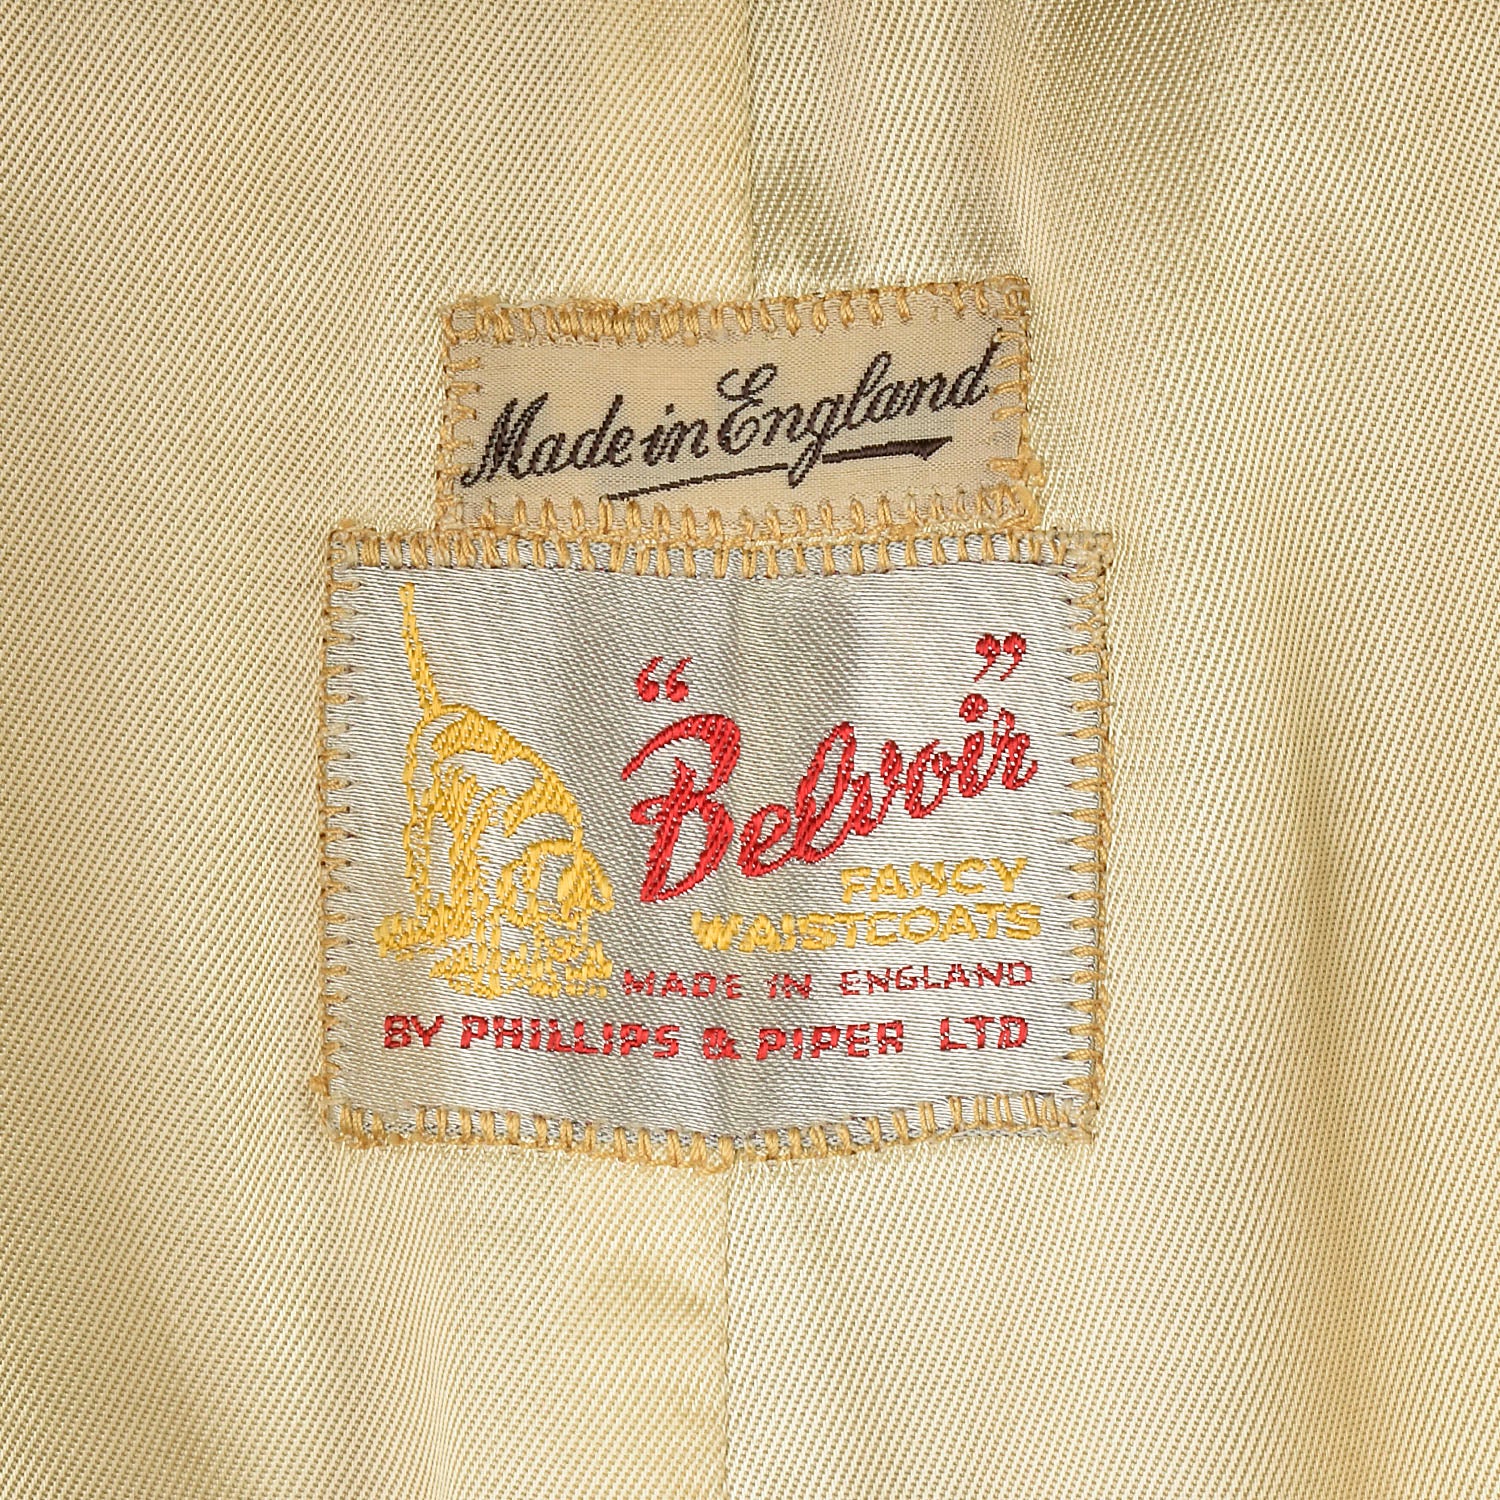 Made in England
“Belvoir”
FANCY
WAISTCOATS
MADE IN ENGLAND
BY PHILLIPS & PIPER LTD